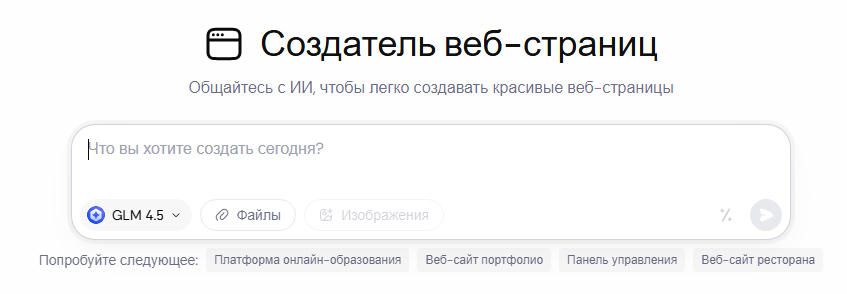 Создатель веб-страниц
Общайтесь с ИИ, чтобы легко создавать красивые веб-страницы
Что вы хотите создать сегодня?
GLM 4.5 Файлы Изображения
Попробуйте следующее: Платформа онлайн-образования Веб-сайт портфолио Панель управления Веб-сайт ресторана